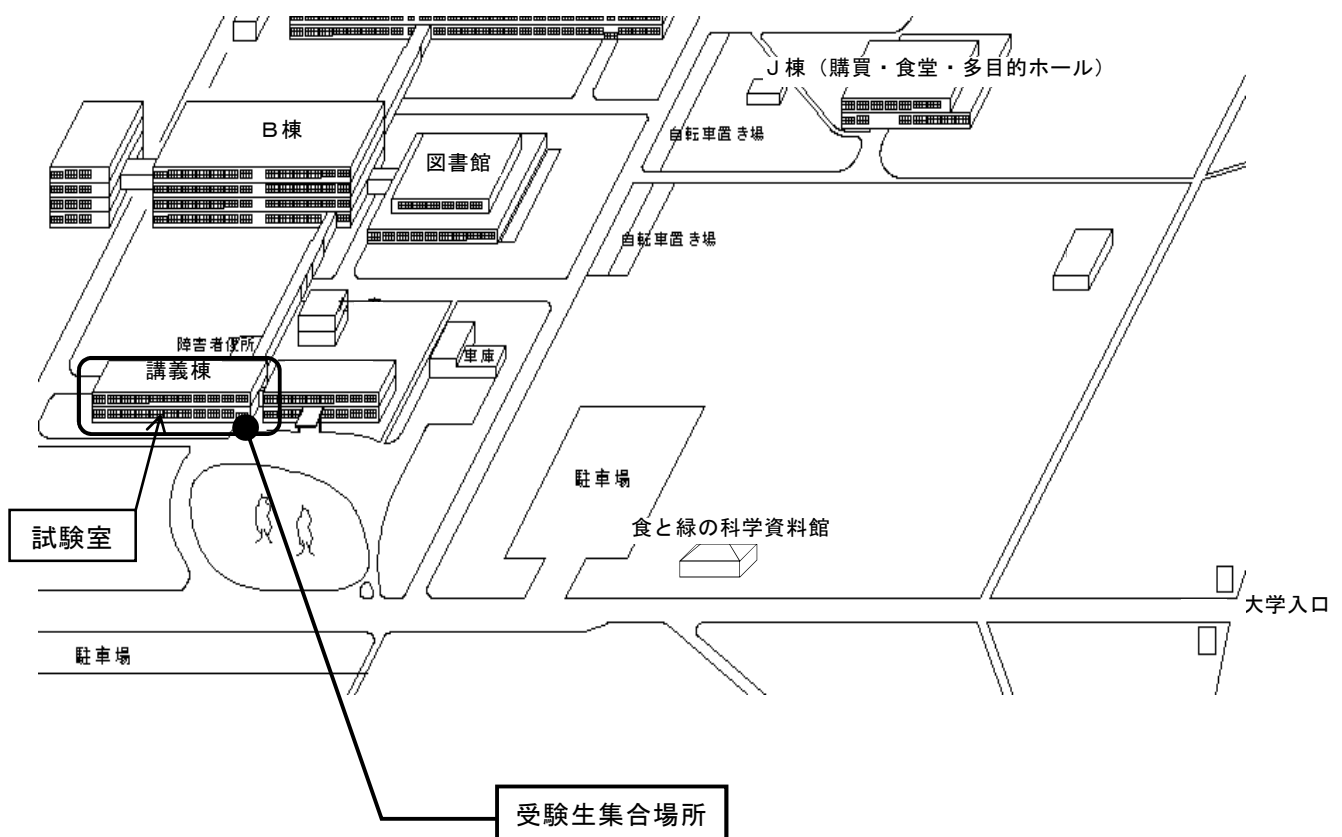 J棟（購買・食堂・多目的ホール）
B棟
自転車置き場
図書館
自転車置き場
障害者便所
車庫
講義棟
駐車場
試験室
食と緑の科学資料館
大学入口
駐車場
受験生集合場所